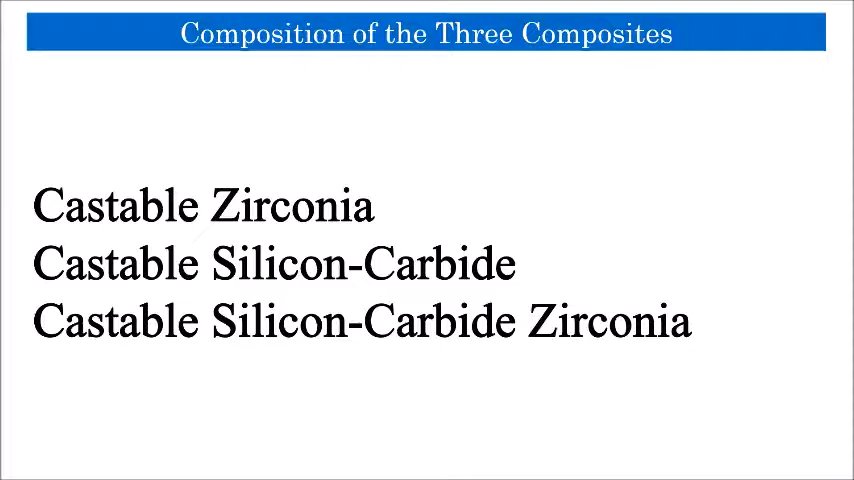 Composition of the Three Composites
Castable Zirconia
Castable Silicon-Carbide
Castable Silicon-Carbide Zirconia